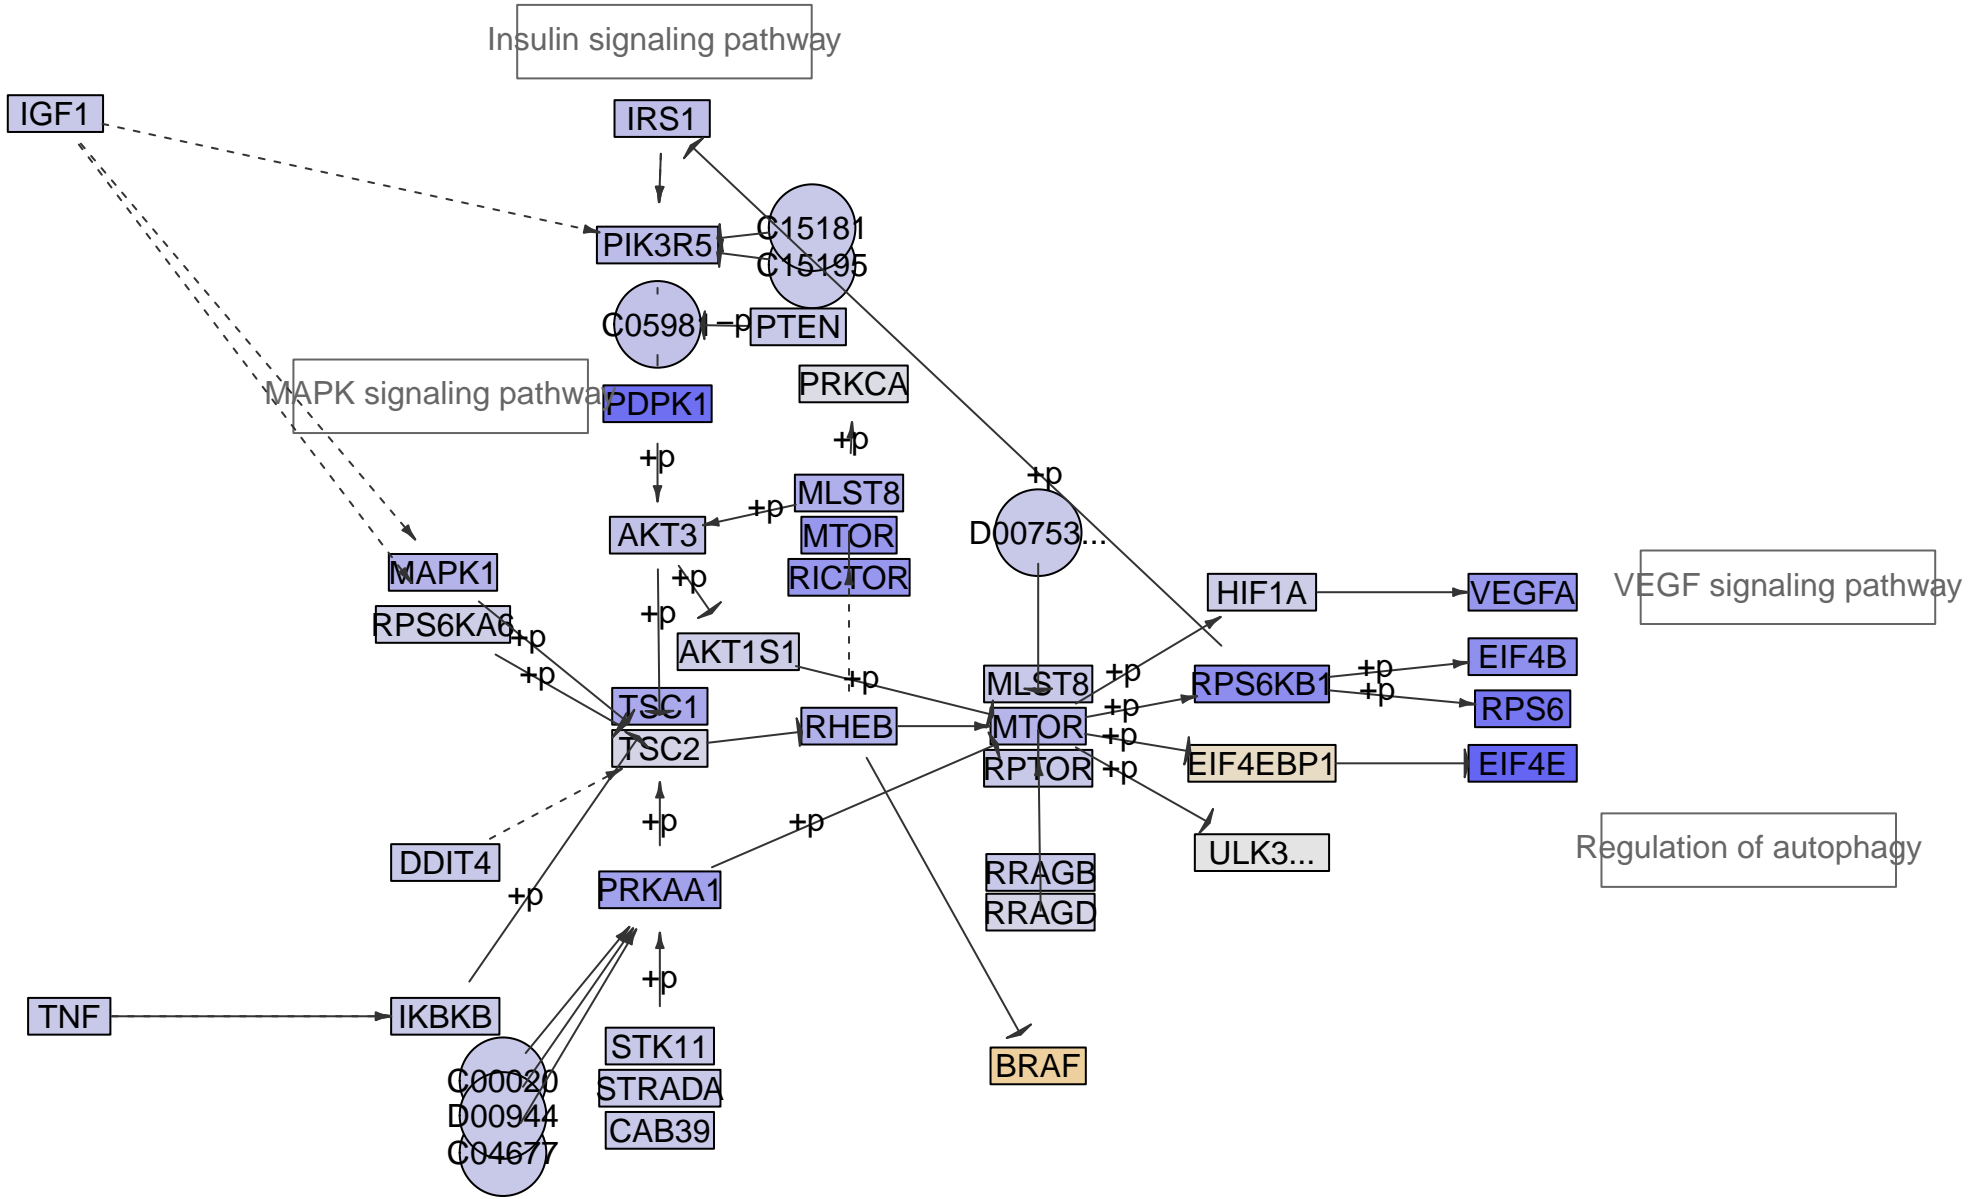 Insulin signaling pathway
IGF1
IRS1
PIK3R5
C15181
C15195
C0598
−p
PTEN
MAPK signaling pathway
PRKCA
PDPK1
+p
+p
MLST8
+p
+p
AKT3
MTOR
D00753...
MAPK1
+p
RICTOR
HIF1A
VEGFA
VEGF signaling pathway
RPS6KA6
+p
+p
AKT1S1
EIF4B
+p
+p
+p
MLST8
+p
RPS6KB1
+p
TSC1
+p
RPS6
TSC2
RHEB
MTOR
+p
RPTOR
+p
EIF4EBP1
EIF4E
+p
+p
DDIT4
ULK3...
Regulation of autophagy
PRKAA1
RRAGB
+p
RRAGD
+p
TNF
IKBKB
STK11
BRAF
C00020
STRADA
D00944
CAB39
C04677